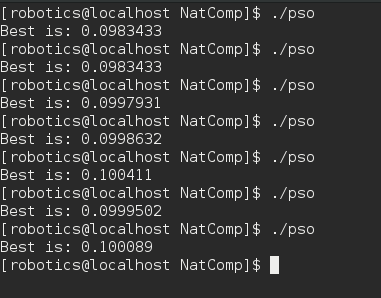 [robotics@localhost NatComp]$ ./pso
Best is: 0.0983433
[robotics@localhost NatComp]$ ./pso
Best is: 0.0983433
[robotics@localhost NatComp]$ ./pso
Best is: 0.0997931
[robotics@localhost NatComp]$ ./pso
Best is: 0.0998632
[robotics@localhost NatComp]$ ./pso
Best is: 0.100411
[robotics@localhost NatComp]$ ./pso
Best is: 0.0999502
[robotics@localhost NatComp]$ ./pso
Best is: 0.100089
[robotics@localhost NatComp]$